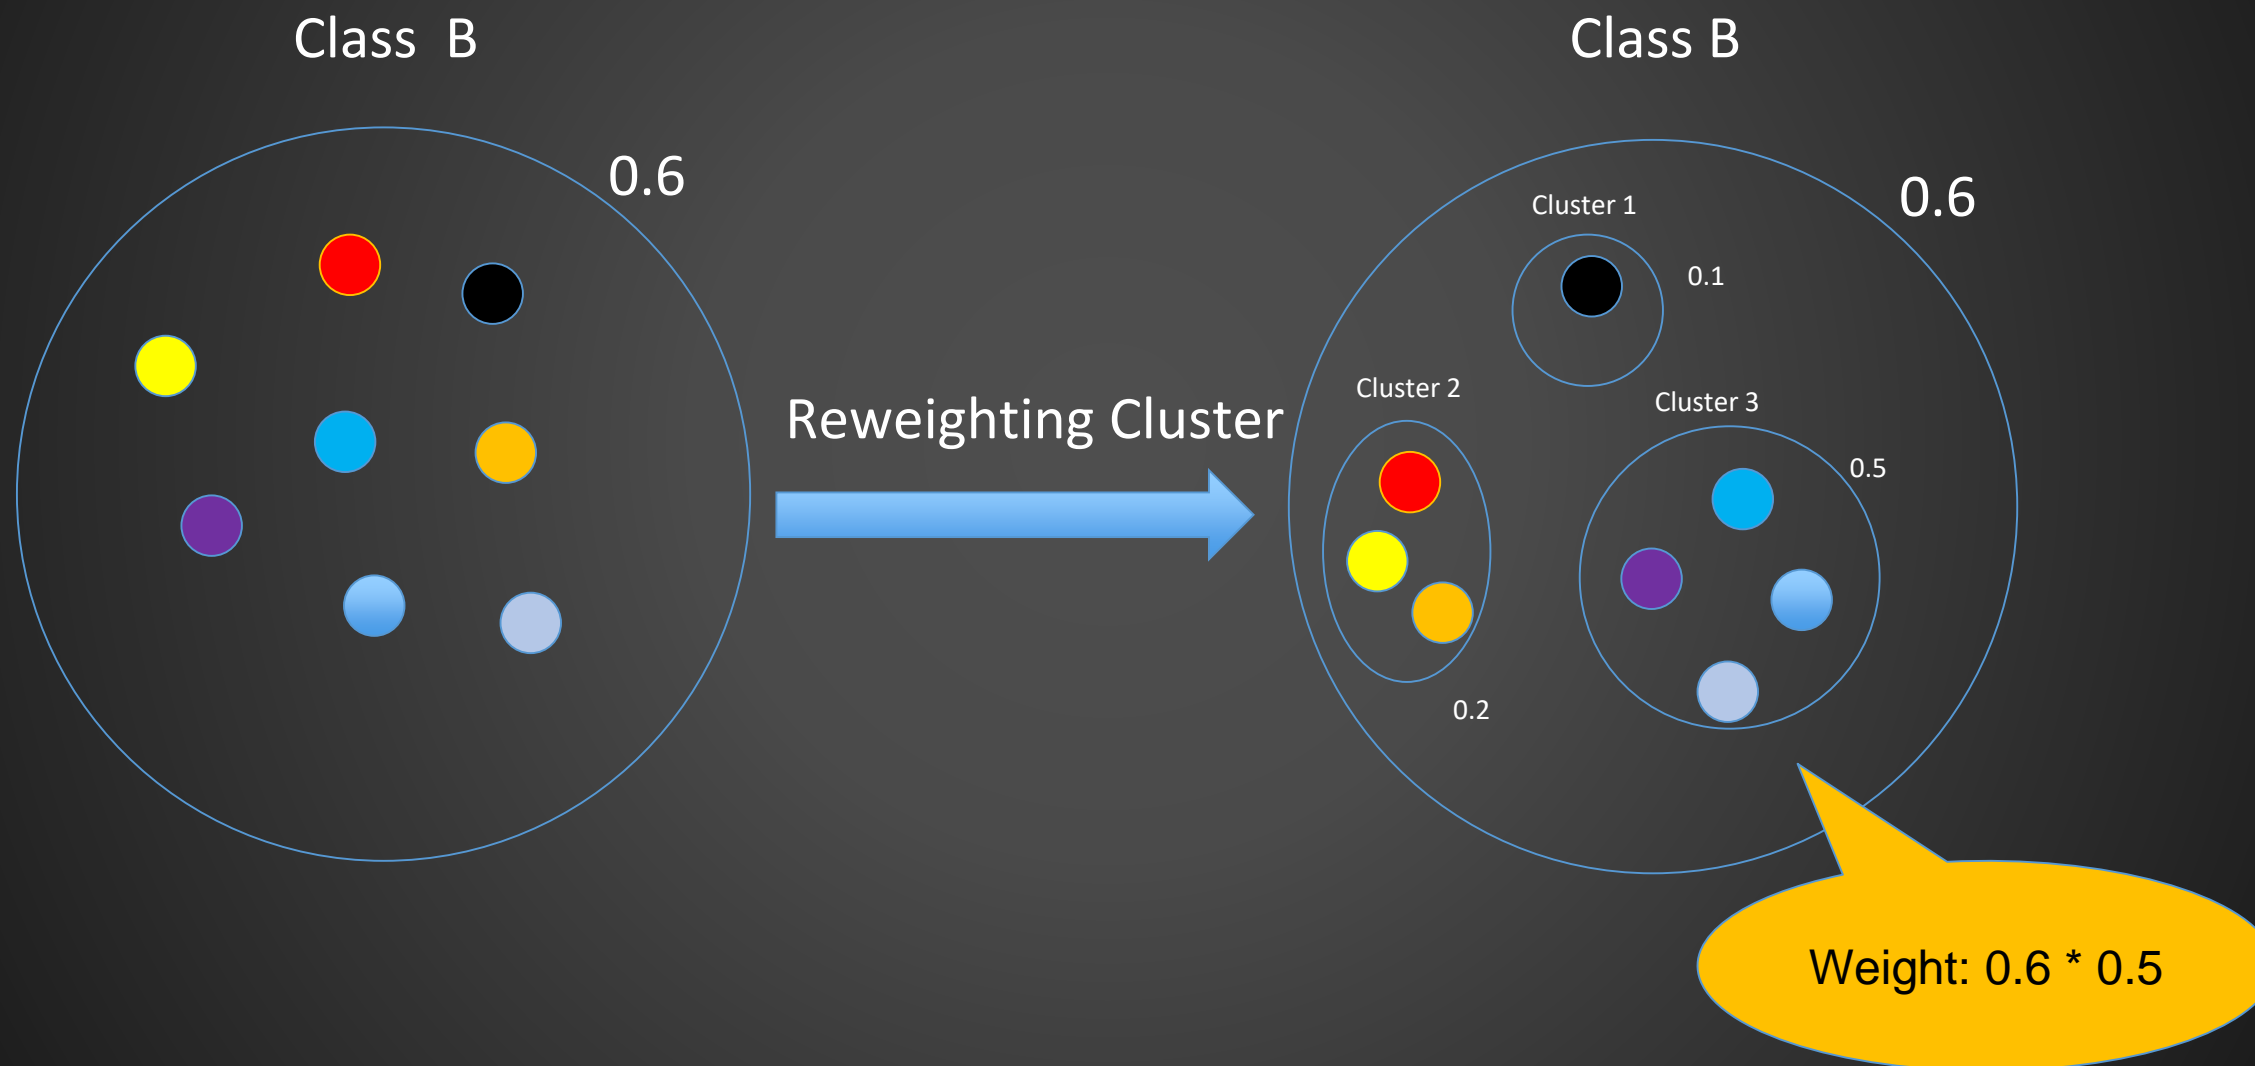 Class  B
0.6
Reweighting Cluster
Class B
0.6
Cluster 1
0.1
Cluster 2
0.2
Cluster 3
0.5
Weight: 0.6 * 0.5